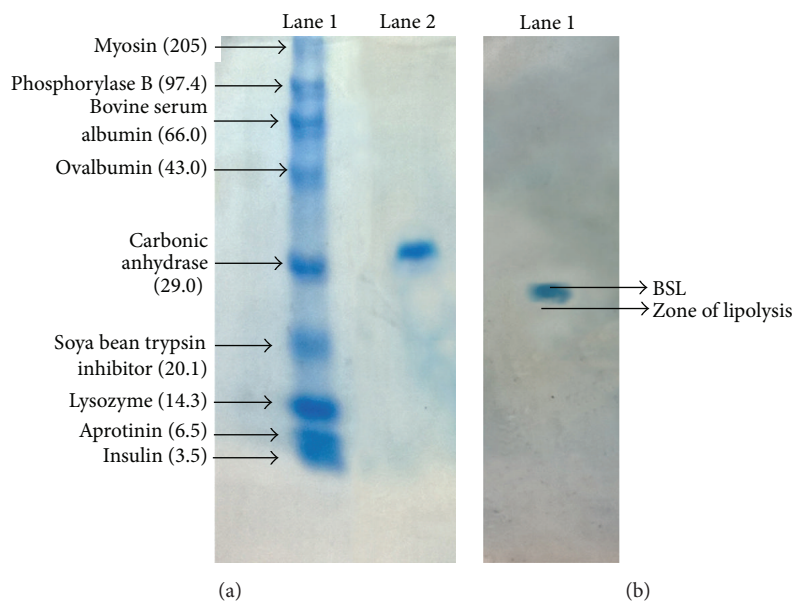 Lane 1
Lane 2
Lane 1
Myosin (205)
Phosphorylase B (97.4)
Bovine serum
albumin (66.0)
Ovalbumin (43.0)
Carbonic
anhydrase
(29.0)
Soya bean trypsin
inhibitor (20.1)
Lysozyme (14.3)
Aprotinin (6.5)
Insulin (3.5)
BSL
Zone of lipolysis
(a)
(b)